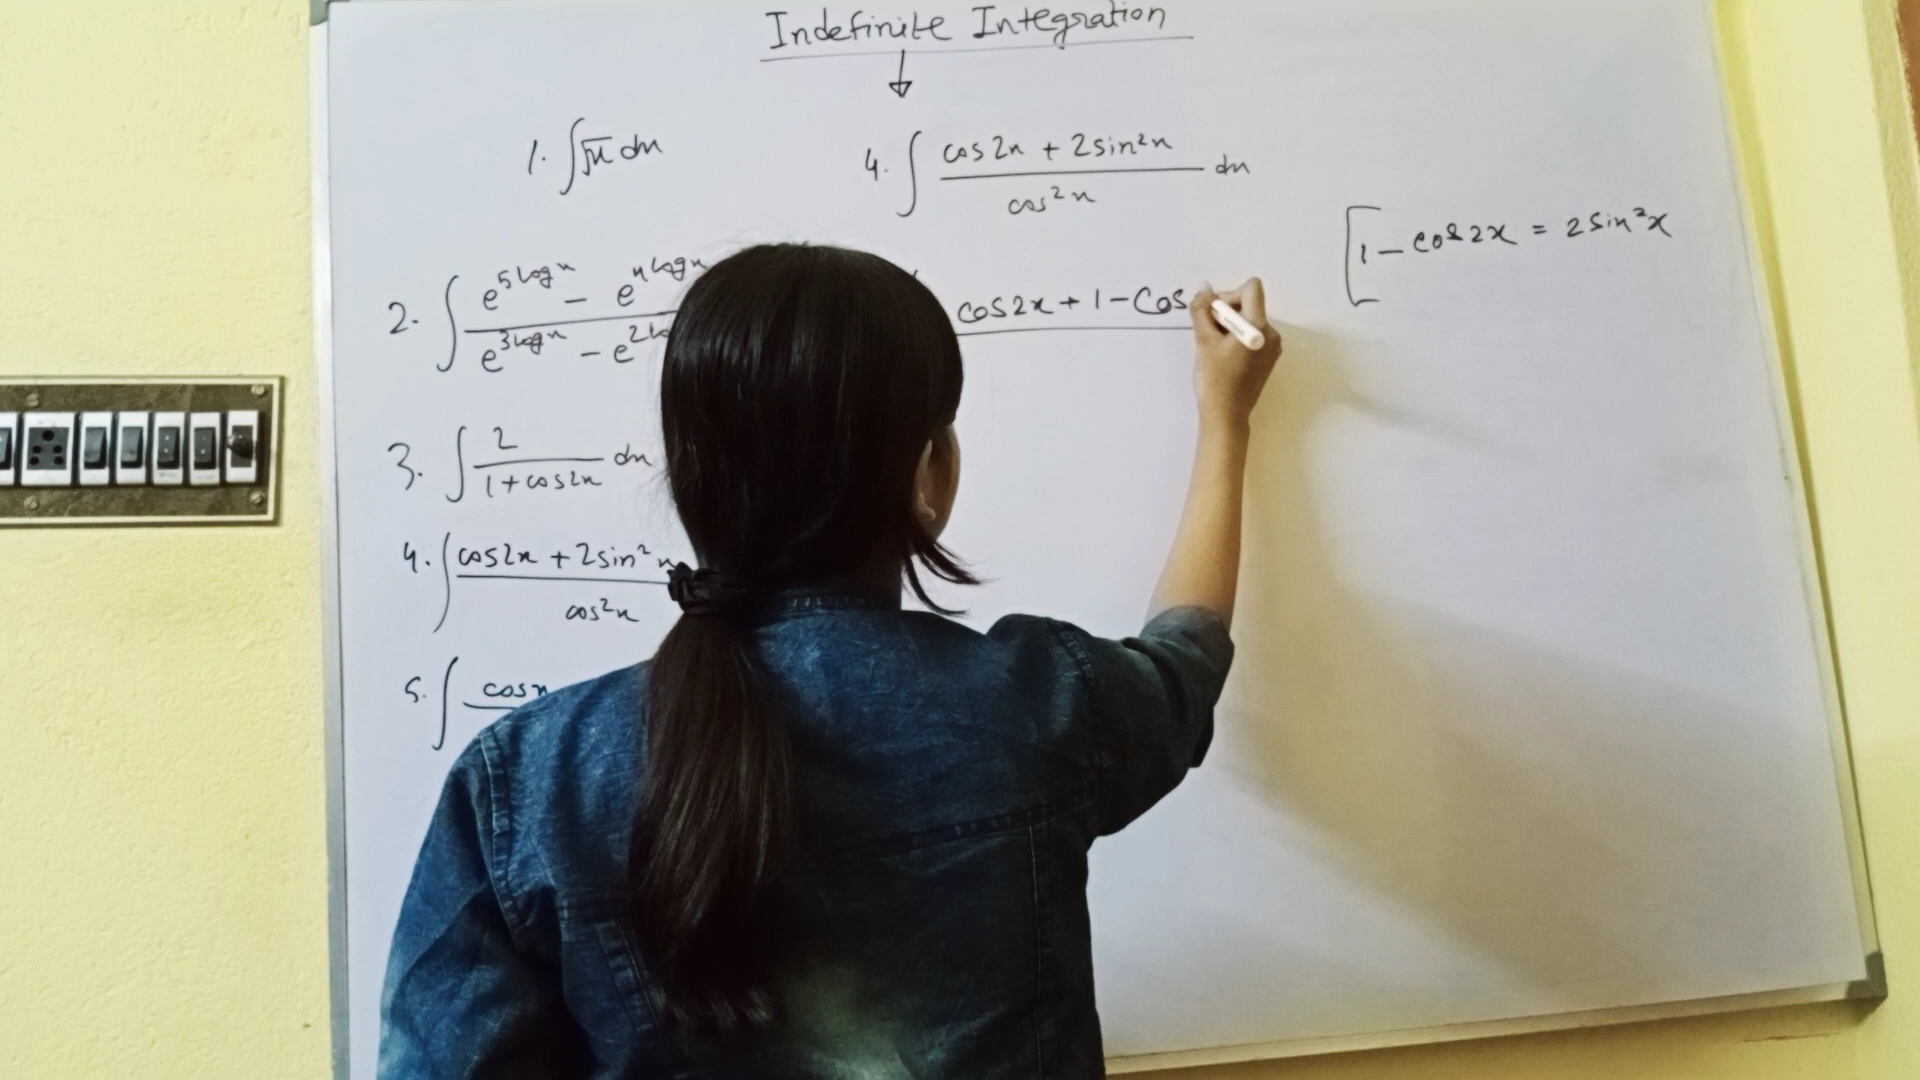 Indefinite Integration
1. ∫√x dx
2. ∫ e^5logx − e^4logx
e^3logx − e^2lo
3. ∫ 2 / 1 + cos2x dx
4. ∫ cos2x + 2sin²x
cos²x
5. ∫ cosx
4. ∫ cos2x + 2sin²x / cos²x dx
cos2x + 1 − Cos
[1 − cos2x = 2sin²x